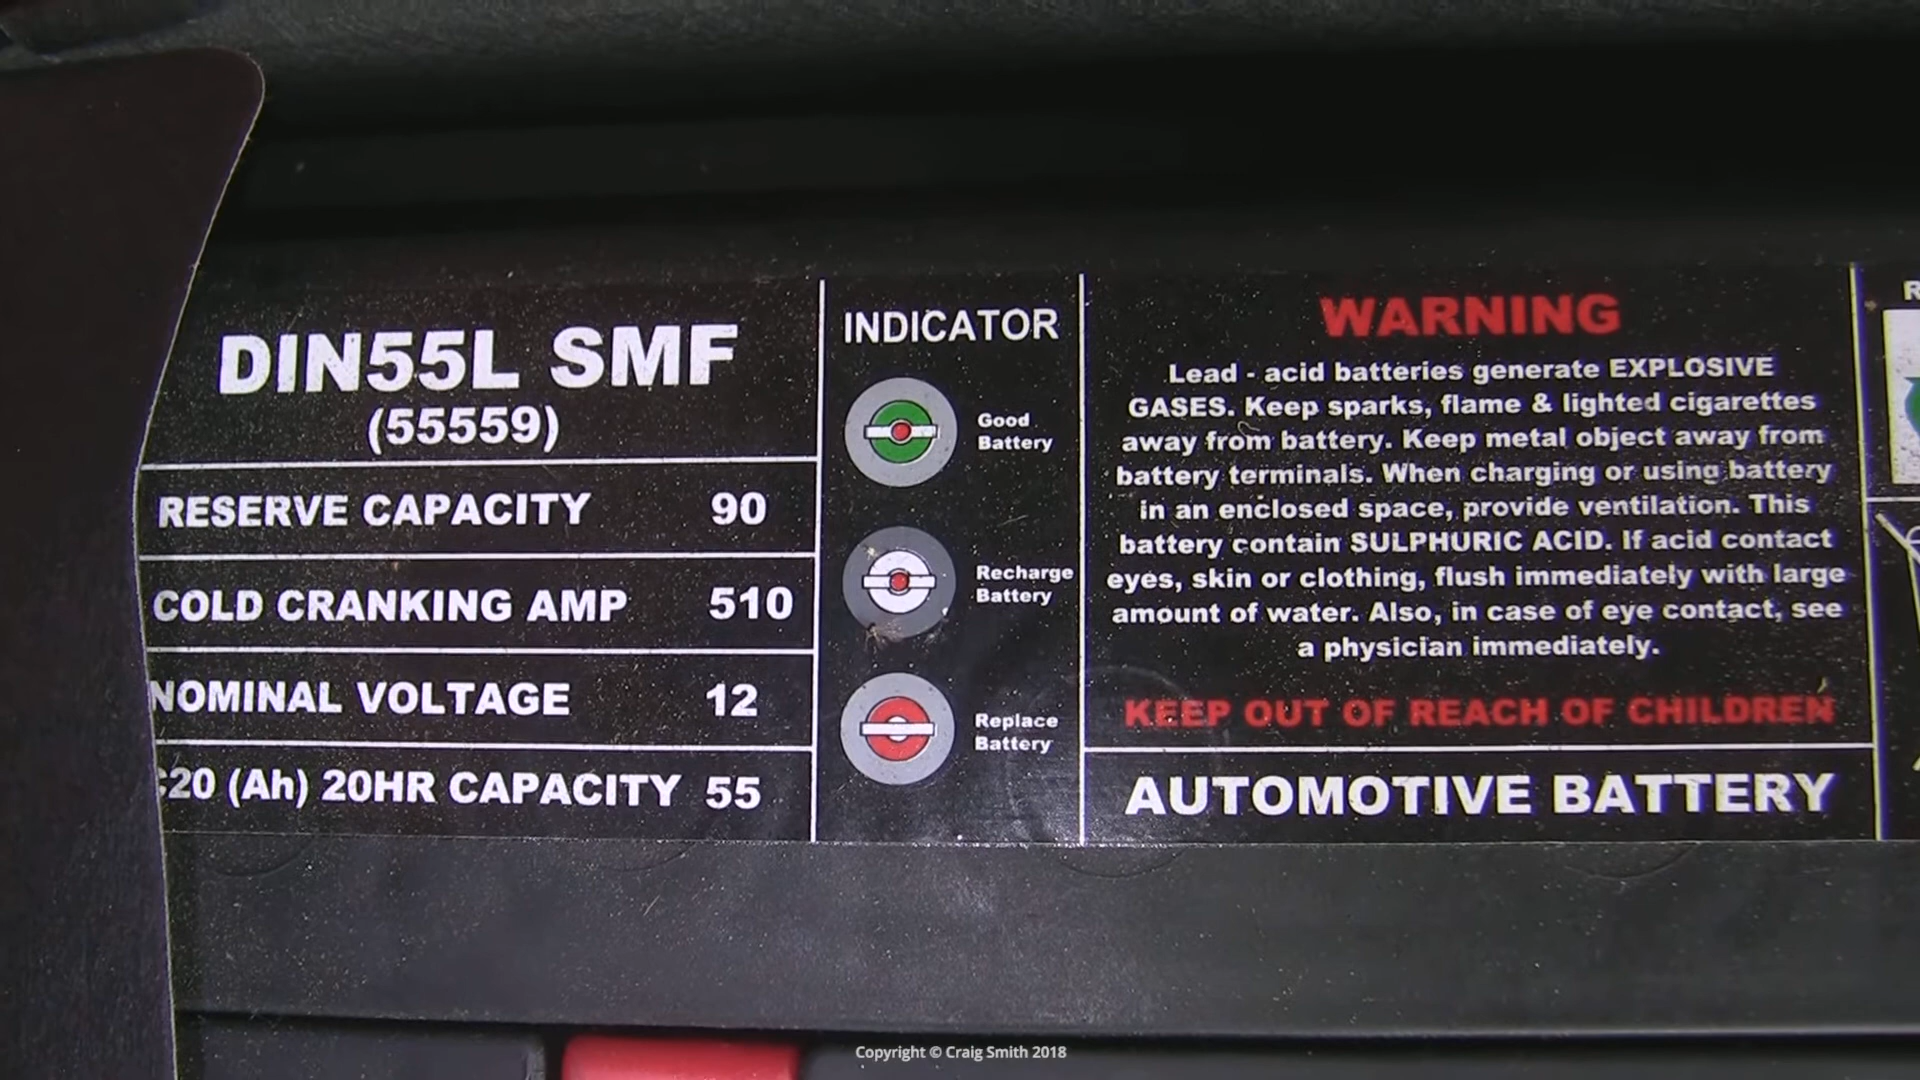 DIN55L SMF
(55559)
RESERVE CAPACITY 90
COLD CRANKING AMP 510
NOMINAL VOLTAGE 12
20 (Ah) 20HR CAPACITY 55
INDICATOR
Good
Battery
Recharge
Battery
Replace
Battery
WARNING
Lead - acid batteries generate EXPLOSIVE
GASES. Keep sparks, flame & lighted cigarettes
away from battery. Keep metal object away from
battery terminals. When charging or using battery
in an enclosed space, provide ventilation. This
battery contain SULPHURIC ACID. If acid contact
eyes, skin or clothing, flush immediately with large
amount of water. Also, in case of eye contact, see
a physician immediately.
KEEP OUT OF REACH OF CHILDREN
AUTOMOTIVE BATTERY
Copyright © Craig Smith 2018